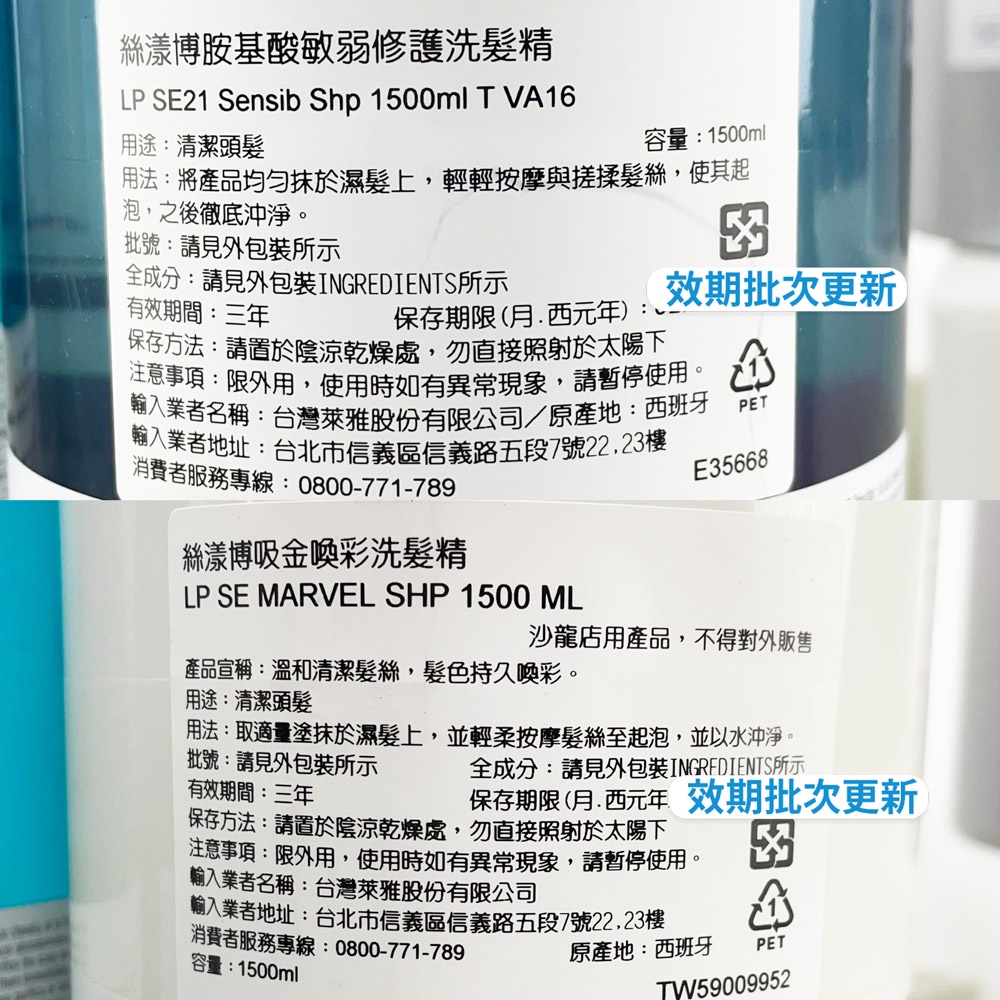 絲漾博胺基酸敏弱修護洗髮精
LP SE21 Sensib Shp 1500ml T VA16
用途：清潔頭髮 容量：1500ml
用法：將產品均勻抹於濕髮上，輕輕按摩與搓揉髮絲，使其起
泡，之後徹底沖淨。
批號：請見外包裝所示
全成分：請見外包裝INGREDIENTS所示
效期批次更新
有效期間：三年 保存期限(月.西元年)：
保存方法：請置於陰涼乾燥處，勿直接照射於太陽下
注意事項：限外用，使用時如有異常現象，請暫停使用。
輸入業者名稱：台灣萊雅股份有限公司/原產地：西班牙
1
PET
輸入業者地址：台北市信義區信義路五段7號22,23樓
消費者服務專線：0800-771-789
E35668
絲漾博吸金喚彩洗髮精
LP SE MARVEL SHP 1500 ML
沙龍店用產品，不得對外販售
產品宣稱：溫和清潔髮絲，髮色持久喚彩。
用途：清潔頭髮
用法：取適量塗抹於濕髮上，並輕柔按摩髮絲至起泡，並以水沖淨。
批號：請見外包裝所示 全成分：請見外包裝INGREDIENTS所示
有效期間：三年 保存期限(月.西元年
效期批次更新
保存方法：請置於陰涼乾燥處，勿直接照射於太陽下
注意事項：限外用，使用時如有異常現象，請暫停使用。
輸入業者名稱：台灣萊雅股份有限公司
輸入業者地址：台北市信義區信義路五段7號22,23樓
1
PET
消費者服務專線：0800-771-789 原產地：西班牙
容量：1500ml
TW59009952